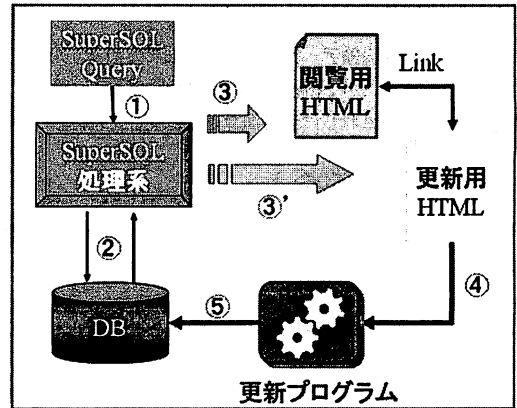 SuperSQL
Query
①
③
閲覧用
HTML
Link
SuperSQL
処理系
③’
更新用
HTML
②
④
DB
⑤
更新プログラム